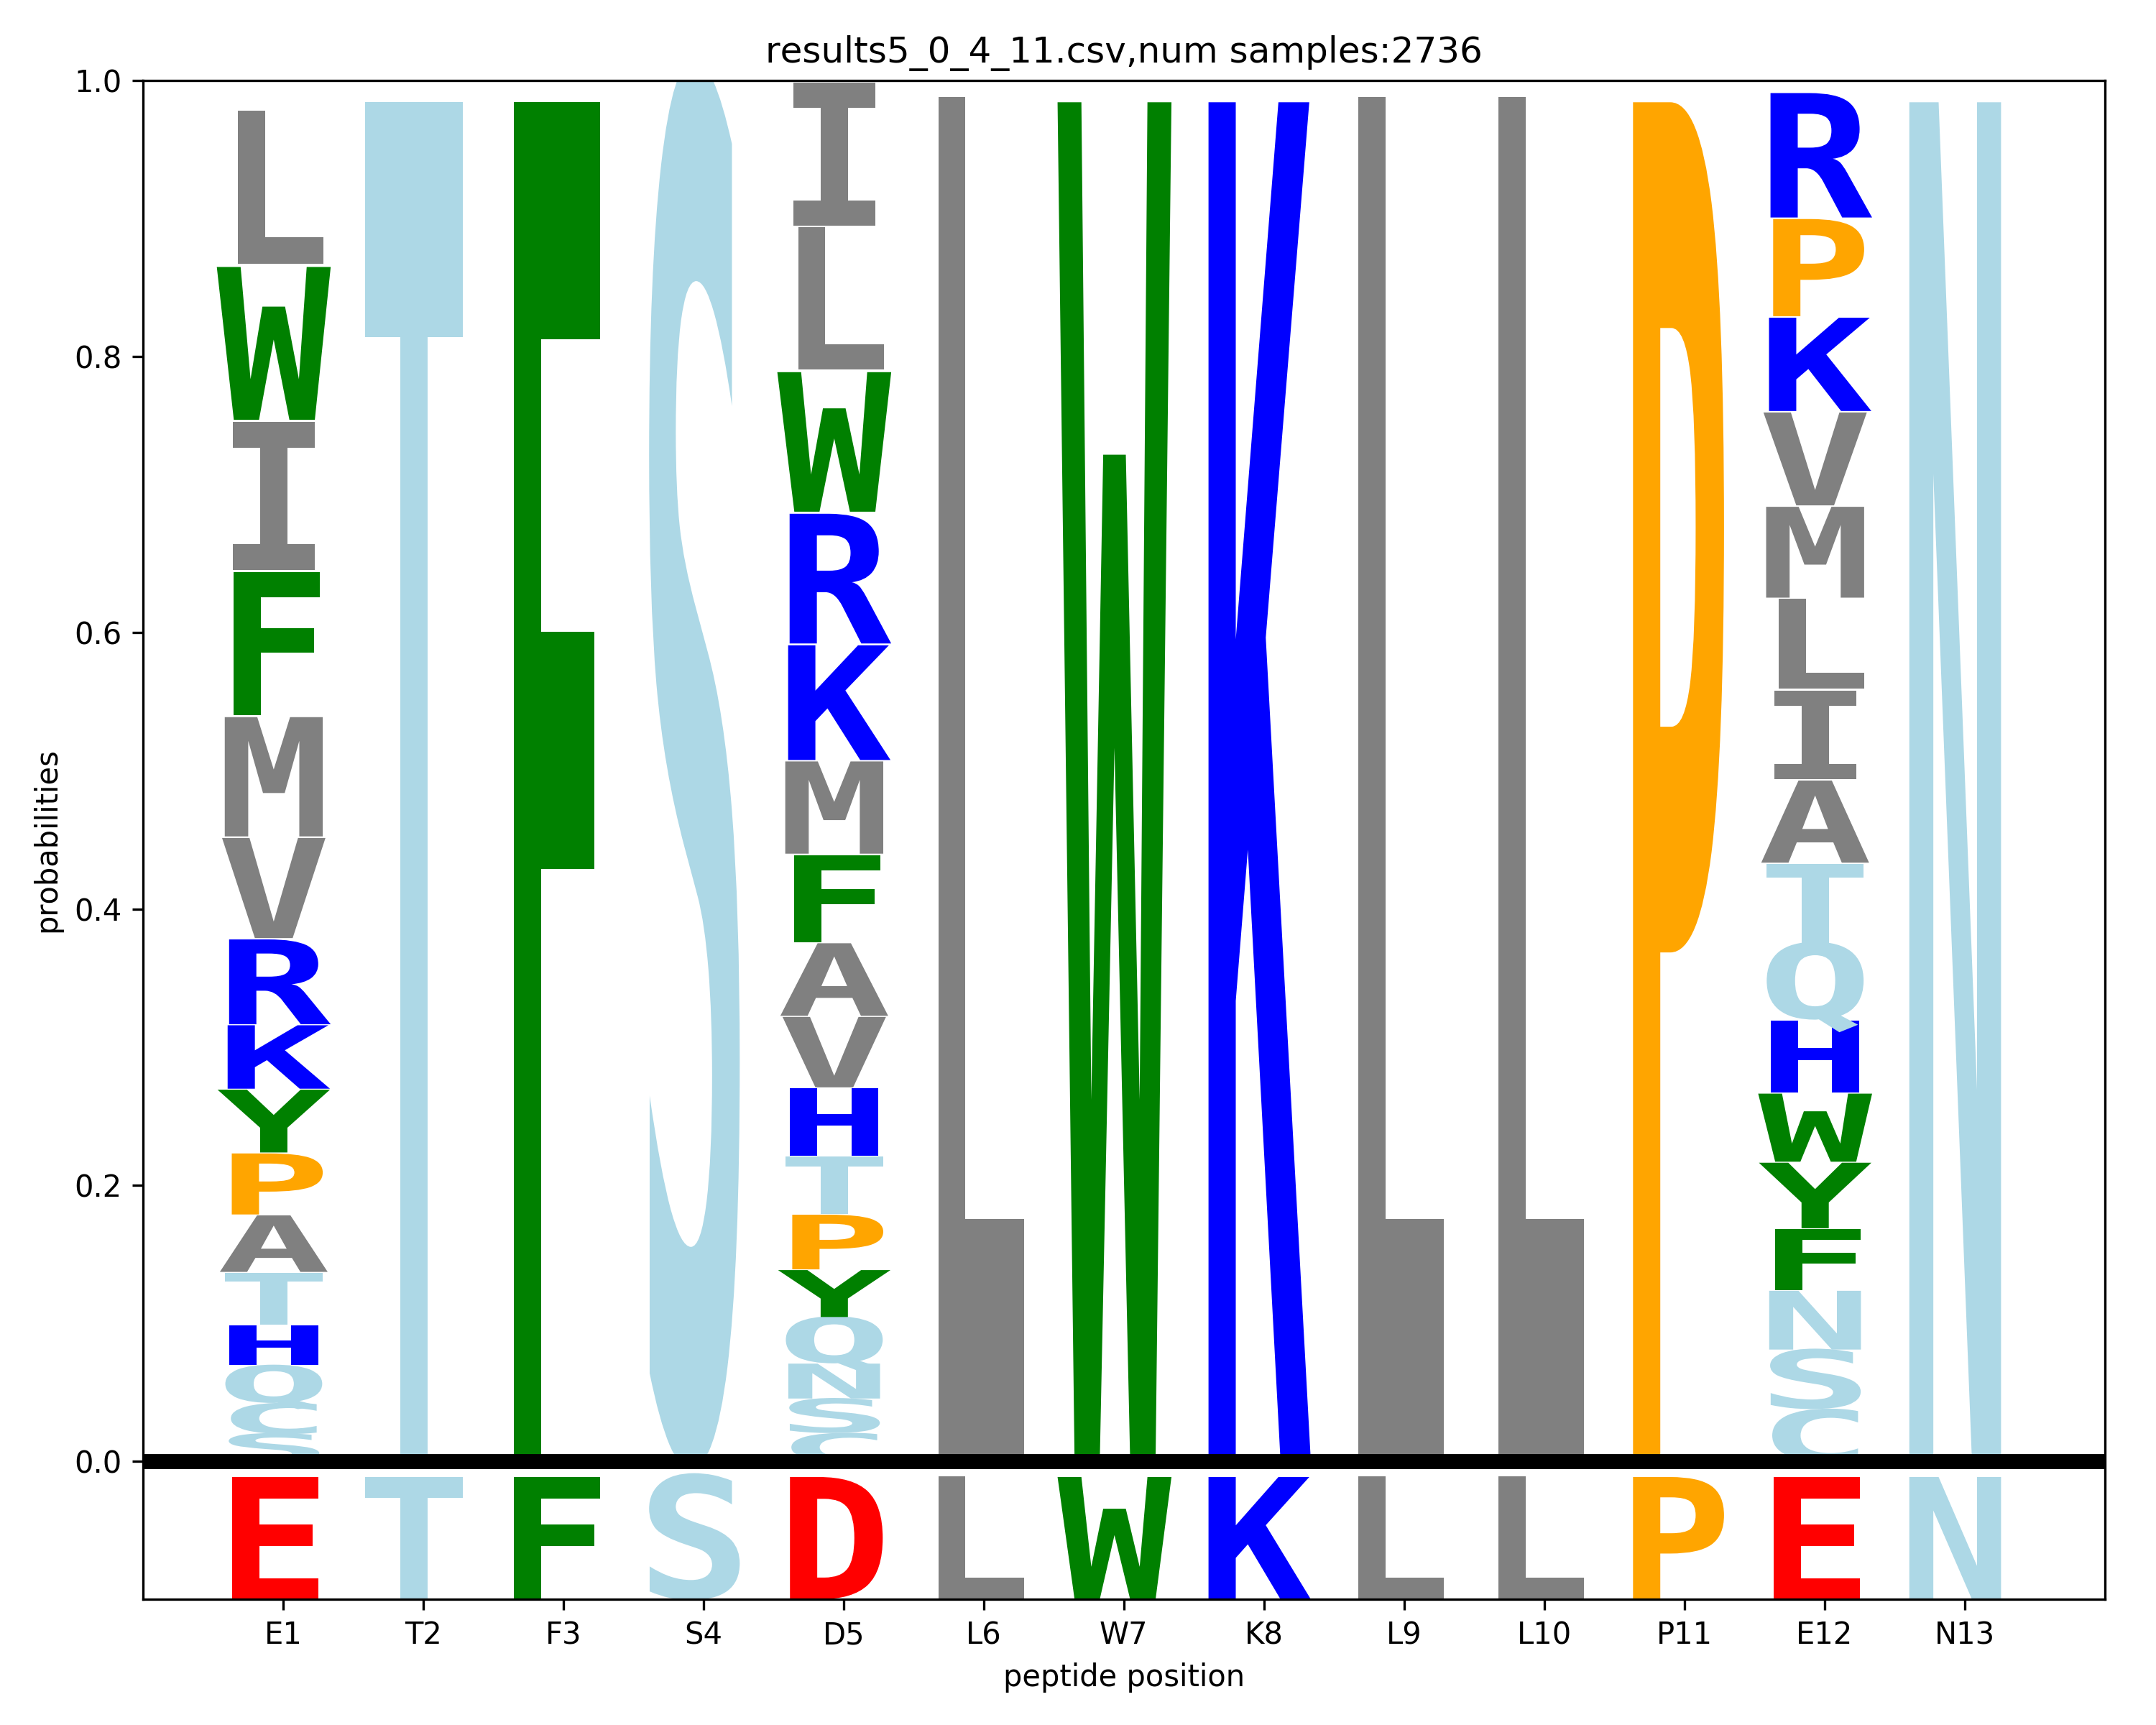 results5_0_4_11.csv,num samples:2736
probabilities
1.0
0.8
0.6
0.4
0.2
0.0
L W I F M V R K Y P A T H Q C S
T
F
S
I L W R K M F A V H T P Y Q N S C
L
W
K
L
L
P
R P K V M L I A T Q H W Y F N S C
N
E T F S D L W K L L P E N
E1 T2 F3 S4 D5 L6 W7 K8 L9 L10 P11 E12 N13
peptide position